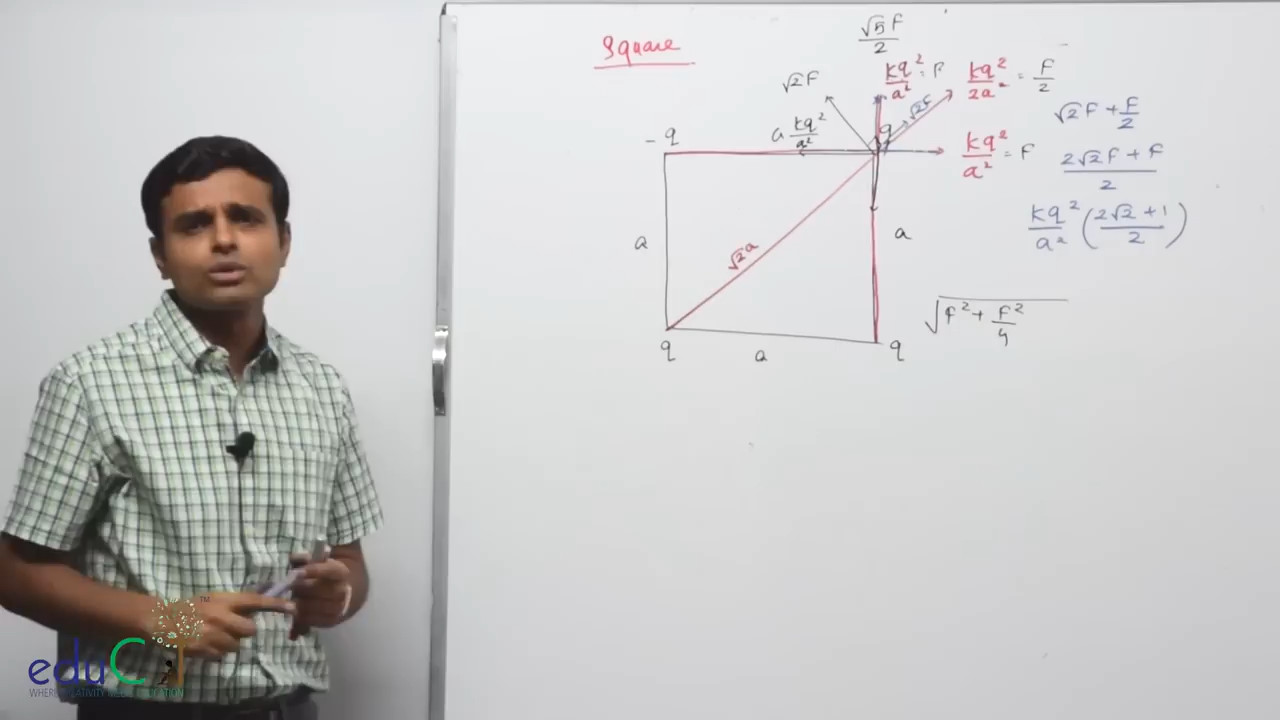 Square
√5F/2
√2F
kq²/a² = F
kq²/2a² = F/2
√2F
√2F + F/2
- q
kq²/a²
q
kq²/a² = F
(2√2F + F)/2
kq²/a² ((2√2 + 1)/2)
a
√2a
a
√(F² + F²/4)
q
a
q
eduCT™